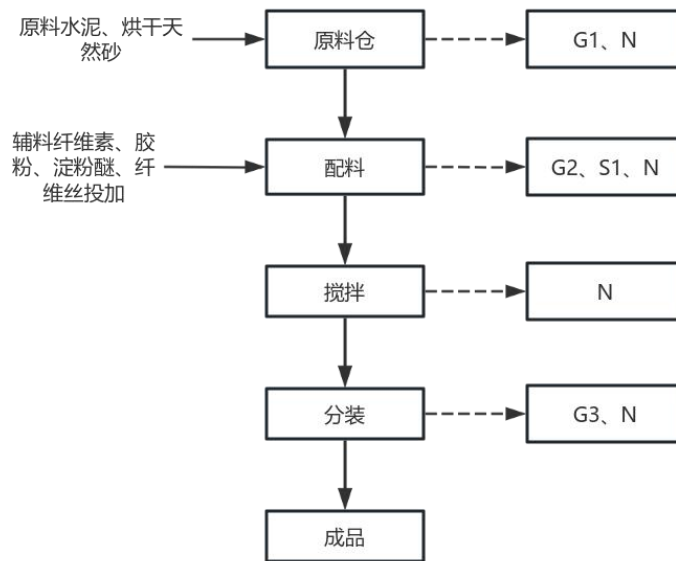 原料水泥、烘干天
然砂
原料仓
G1、N
辅料纤维素、胶
粉、淀粉醚、纤
维丝投加
配料
G2、S1、N
搅拌
N
分装
G3、N
成品